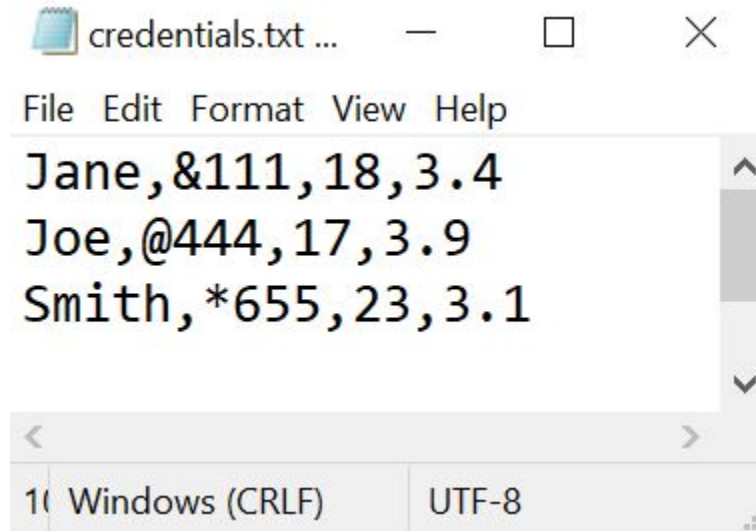 credentials.txt ...
File Edit Format View Help
Jane,&111,18,3.4
Joe,@444,17,3.9
Smith,*655,23,3.1
Windows (CRLF) UTF-8